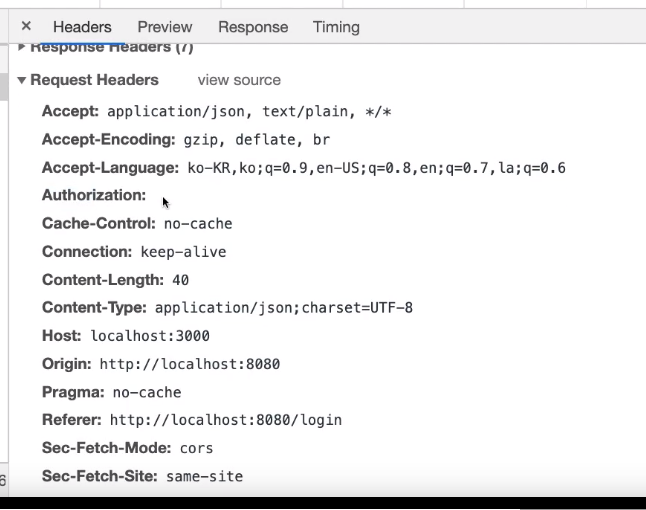 × Headers Preview Response Timing
▸ Response Headers (7)
▼ Request Headers view source
Accept: application/json, text/plain, */*
Accept-Encoding: gzip, deflate, br
Accept-Language: ko-KR,ko;q=0.9,en-US;q=0.8,en;q=0.7,la;q=0.6
Authorization:
Cache-Control: no-cache
Connection: keep-alive
Content-Length: 40
Content-Type: application/json;charset=UTF-8
Host: localhost:3000
Origin: http://localhost:8080
Pragma: no-cache
Referer: http://localhost:8080/login
Sec-Fetch-Mode: cors
Sec-Fetch-Site: same-site
6